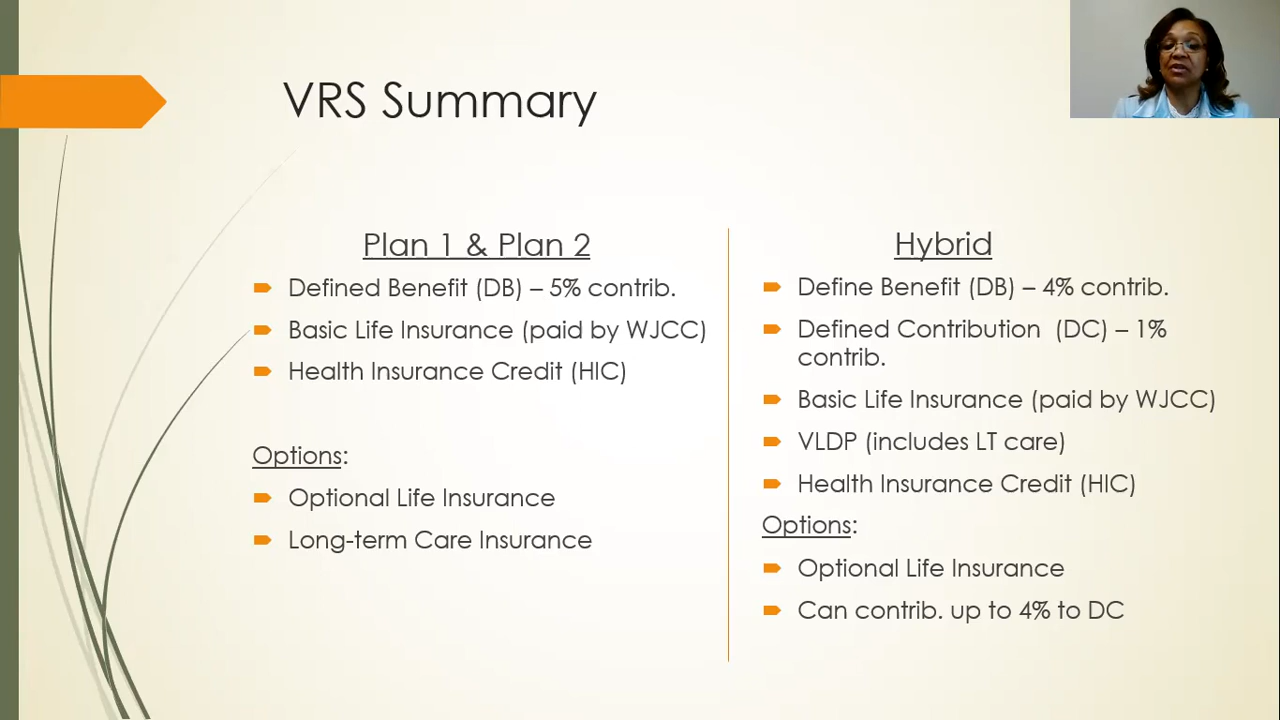 VRS Summary
Plan 1 & Plan 2
Defined Benefit (DB) – 5% contrib.
Basic Life Insurance (paid by WJCC)
Health Insurance Credit (HIC)
Options:
Optional Life Insurance
Long-term Care Insurance
Hybrid
Define Benefit (DB) – 4% contrib.
Defined Contribution (DC) – 1%
contrib.
Basic Life Insurance (paid by WJCC)
VLDP (includes LT care)
Health Insurance Credit (HIC)
Options:
Optional Life Insurance
Can contrib. up to 4% to DC